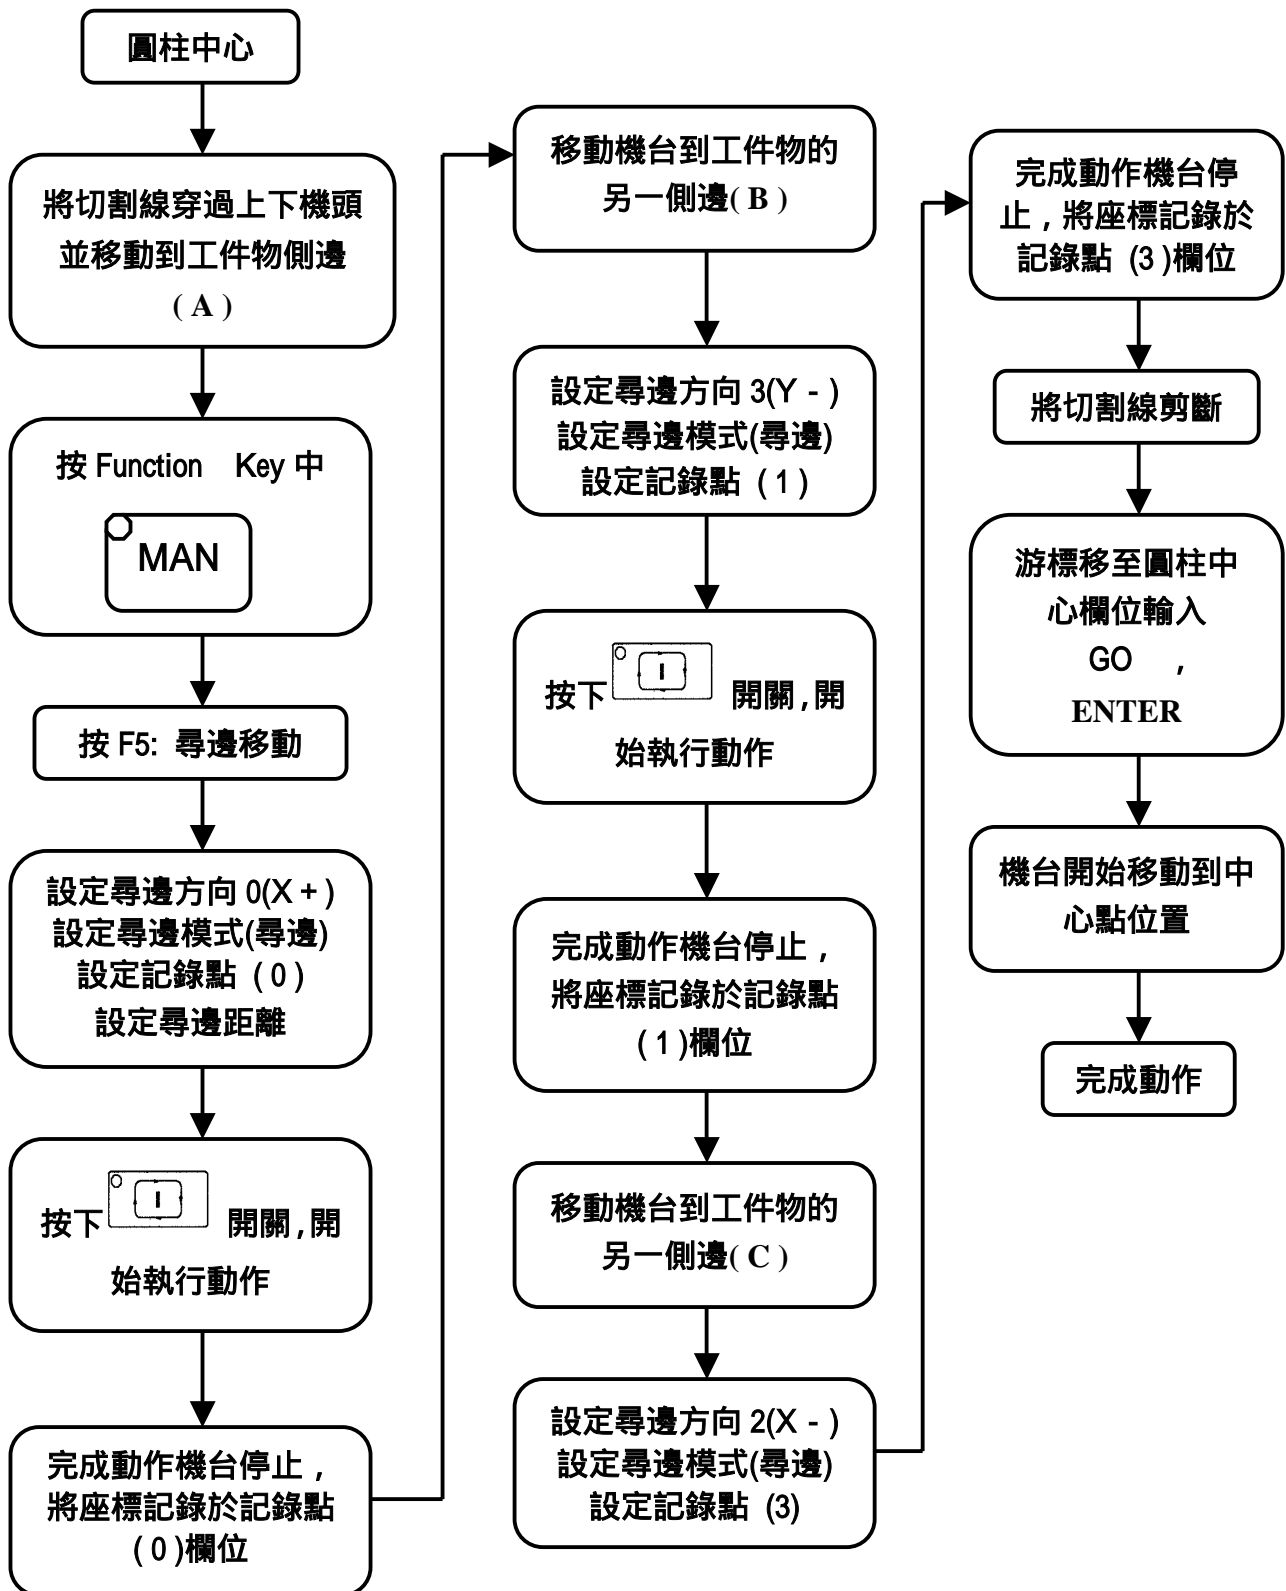 圓柱中心
將切割線穿過上下機頭
並移動到工件物側邊
( A )
按 Function Key 中
MAN
按 F5: 尋邊移動
設定尋邊方向 0(X + )
設定尋邊模式(尋邊)
設定記錄點 ( 0 )
設定尋邊距離
按下 I 開關 , 開
始執行動作
完成動作機台停止 ,
將座標記錄於記錄點
( 0 )欄位
移動機台到工件物的
另一側邊( B )
設定尋邊方向 3(Y - )
設定尋邊模式(尋邊)
設定記錄點 ( 1 )
按下 I 開關 , 開
始執行動作
完成動作機台停止 ,
將座標記錄於記錄點
( 1 )欄位
移動機台到工件物的
另一側邊( C )
設定尋邊方向 2(X - )
設定尋邊模式(尋邊)
設定記錄點 (3)
完成動作機台停
止 , 將座標記錄於
記錄點 (3 )欄位
將切割線剪斷
游標移至圓柱中
心欄位輸入
GO ,
ENTER
機台開始移動到中
心點位置
完成動作